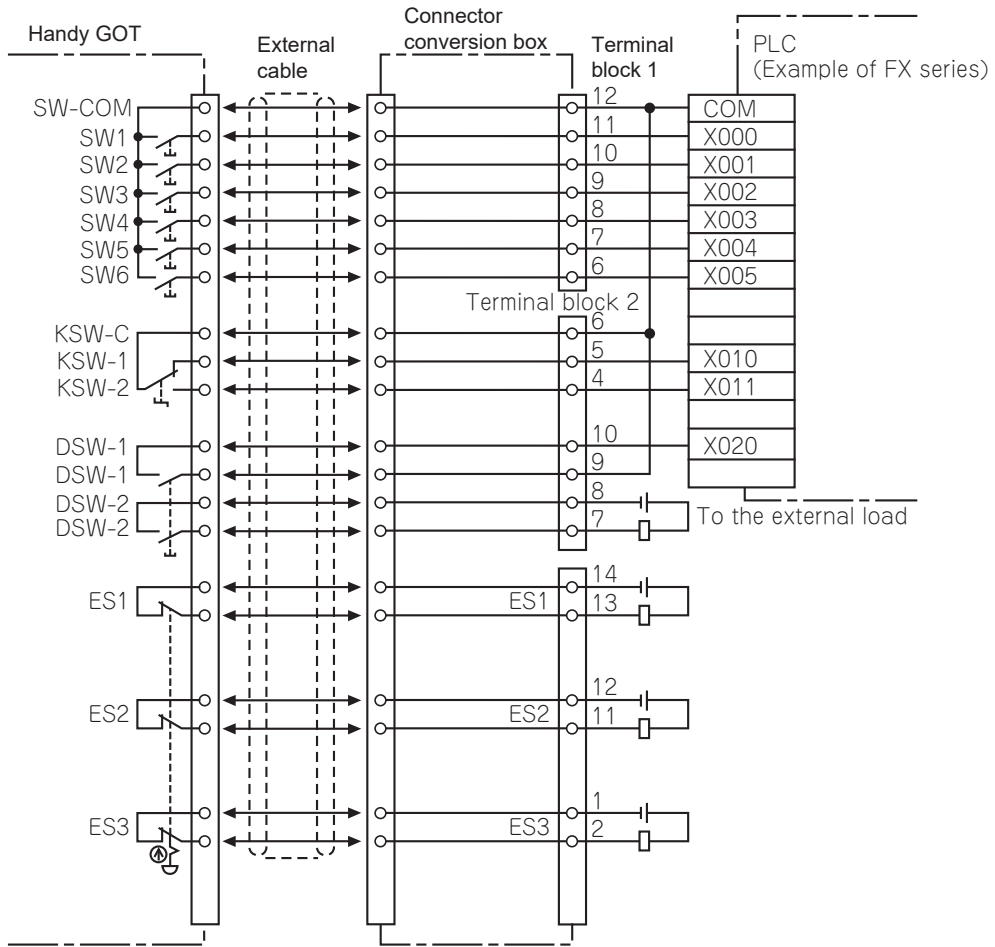 Handy GOT
External
cable
Connector
conversion box
Terminal
block 1
PLC
(Example of FX series)
SW-COM 12 COM
SW1 11 X000
SW2 10 X001
SW3 9 X002
SW4 8 X003
SW5 7 X004
SW6 6 X005
Terminal block 2
KSW-C 6
KSW-1 5 X010
KSW-2 4 X011
DSW-1 10 X020
DSW-1 9
DSW-2 8
DSW-2 7
To the external load
14
ES1 ES1 13
12
ES2 ES2 11
1
ES3 ES3 2